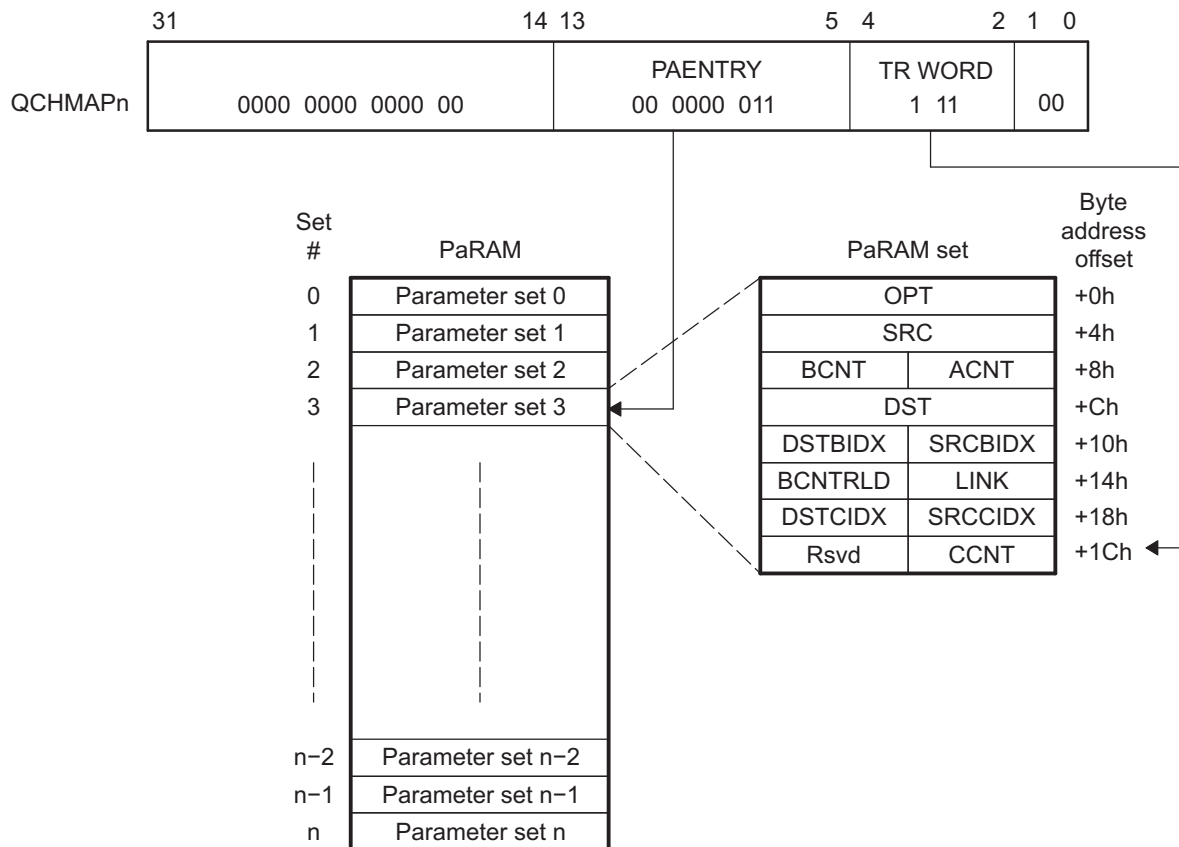 31 14 13 5 4 2 1 0
PAENTRY TR WORD
QCHMAPn 0000 0000 0000 00 00 0000 011 1 11 00
Set
#
PaRAM
0 Parameter set 0
1 Parameter set 1
2 Parameter set 2
3 Parameter set 3
n−2 Parameter set n−2
n−1 Parameter set n−1
n Parameter set n
PaRAM set
Byte
address
offset
OPT +0h
SRC +4h
BCNT ACNT +8h
DST +Ch
DSTBIDX SRCBIDX +10h
BCNTRLD LINK +14h
DSTCIDX SRCCIDX +18h
Rsvd CCNT +1Ch